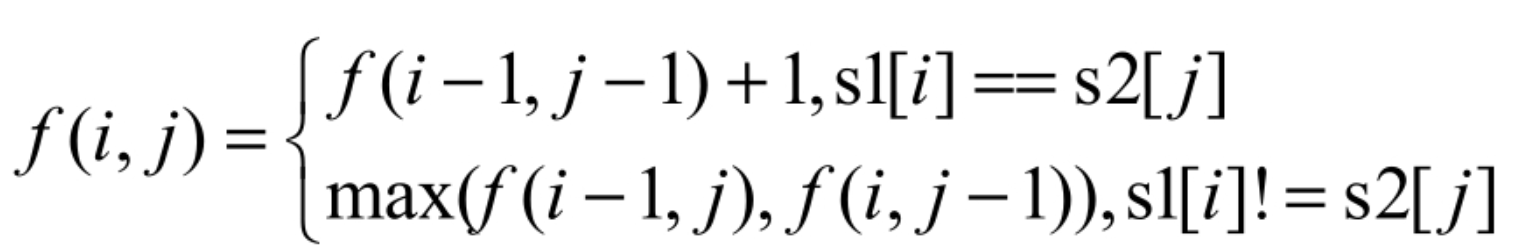 f(i, j) = {
f(i − 1, j − 1) + 1, s1[i] == s2[j]
max(f(i − 1, j), f(i, j − 1)), s1[i]! = s2[j]